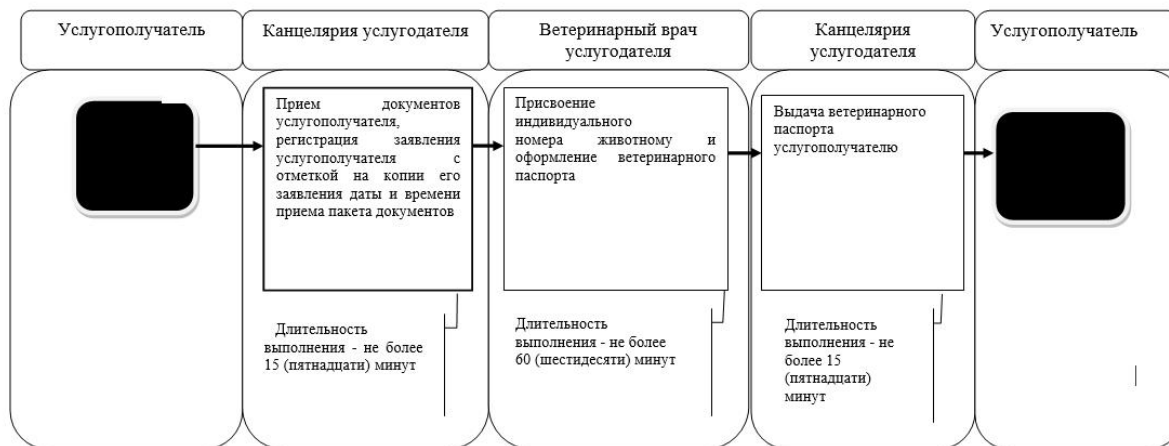 Услугополучатель
Канцелярия услугодателя
Ветеринарный врач
услугодателя
Канцелярия
услугодателя
Услугополучатель
Прием документов
услугополучателя,
регистрация заявления
услугополучателя с
отметкой на копии его
заявления даты и времени
приема пакета документов
Присвоение
индивидуального
номера животному и
оформление ветеринарного
паспорта
Выдача ветеринарного
паспорта
услугополучателю
Длительность
выполнения - не более
15 (пятнадцати) минут
Длительность
выполнения - не более
60 (шестидесяти) минут
Длительность
выполнения - не
более 15
(пятнадцати)
минут